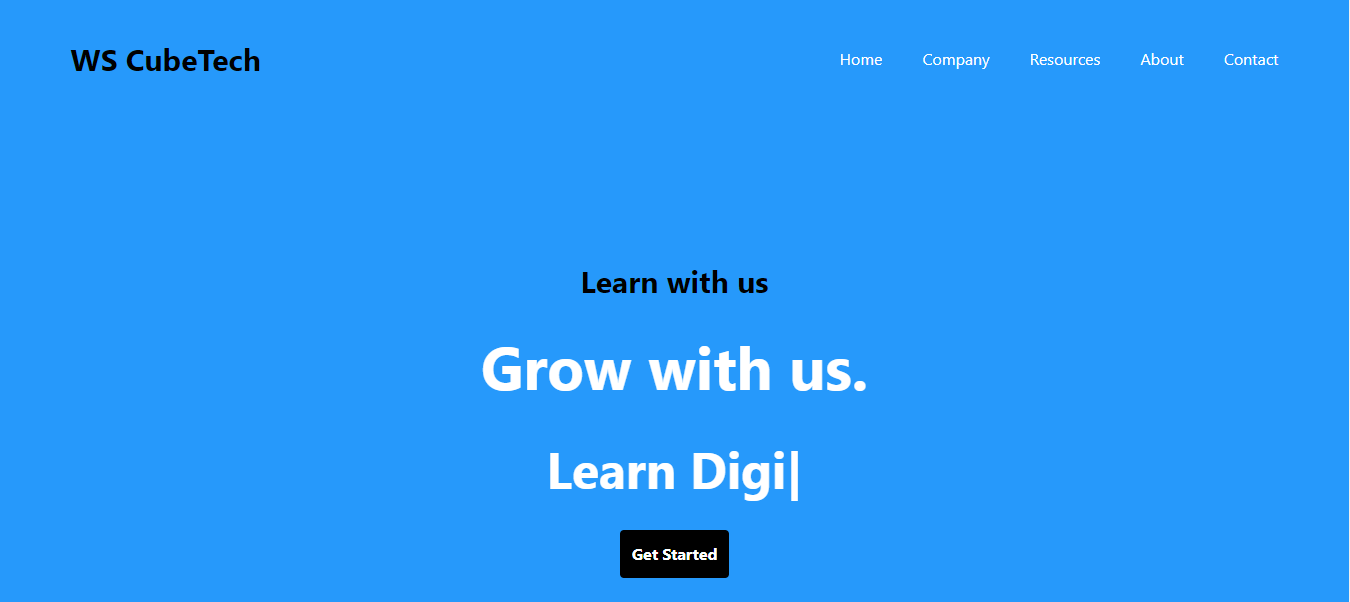 WS CubeTech
Home Company Resources About Contact
Learn with us
Grow with us.
Learn Digi|
Get Started